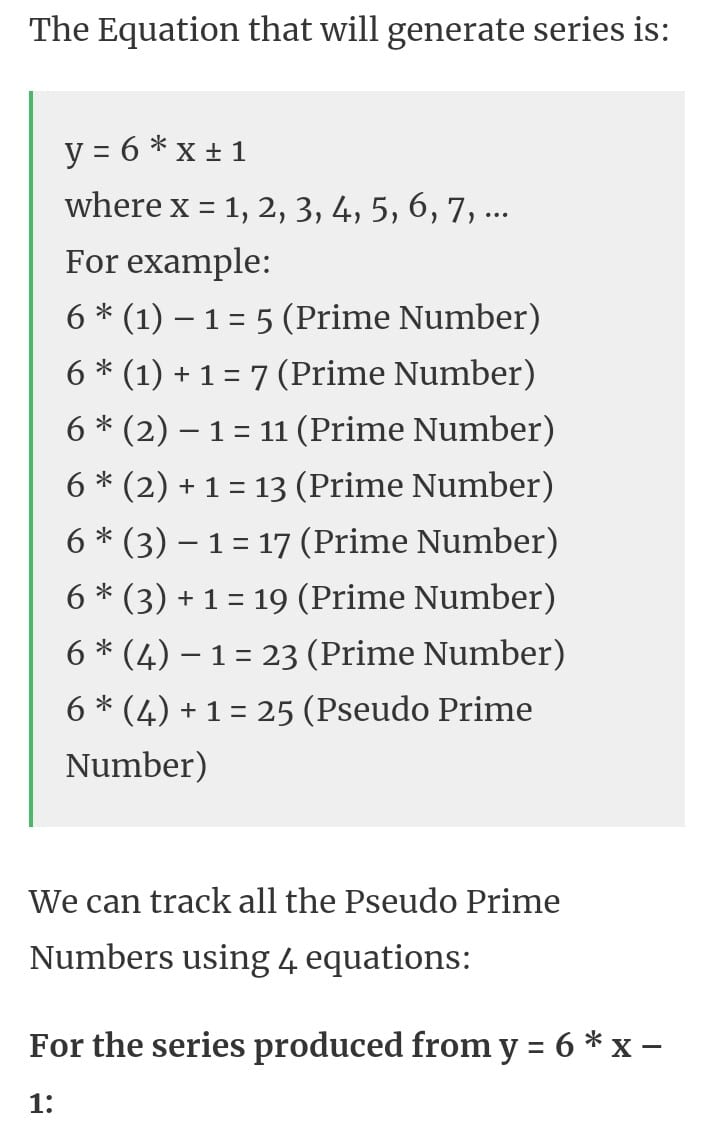 The Equation that will generate series is:
y = 6 * x ± 1
where x = 1, 2, 3, 4, 5, 6, 7, ...
For example:
6 * (1) – 1 = 5 (Prime Number)
6 * (1) + 1 = 7 (Prime Number)
6 * (2) – 1 = 11 (Prime Number)
6 * (2) + 1 = 13 (Prime Number)
6 * (3) – 1 = 17 (Prime Number)
6 * (3) + 1 = 19 (Prime Number)
6 * (4) – 1 = 23 (Prime Number)
6 * (4) + 1 = 25 (Pseudo Prime
Number)
We can track all the Pseudo Prime
Numbers using 4 equations:
For the series produced from y = 6 * x –
1: